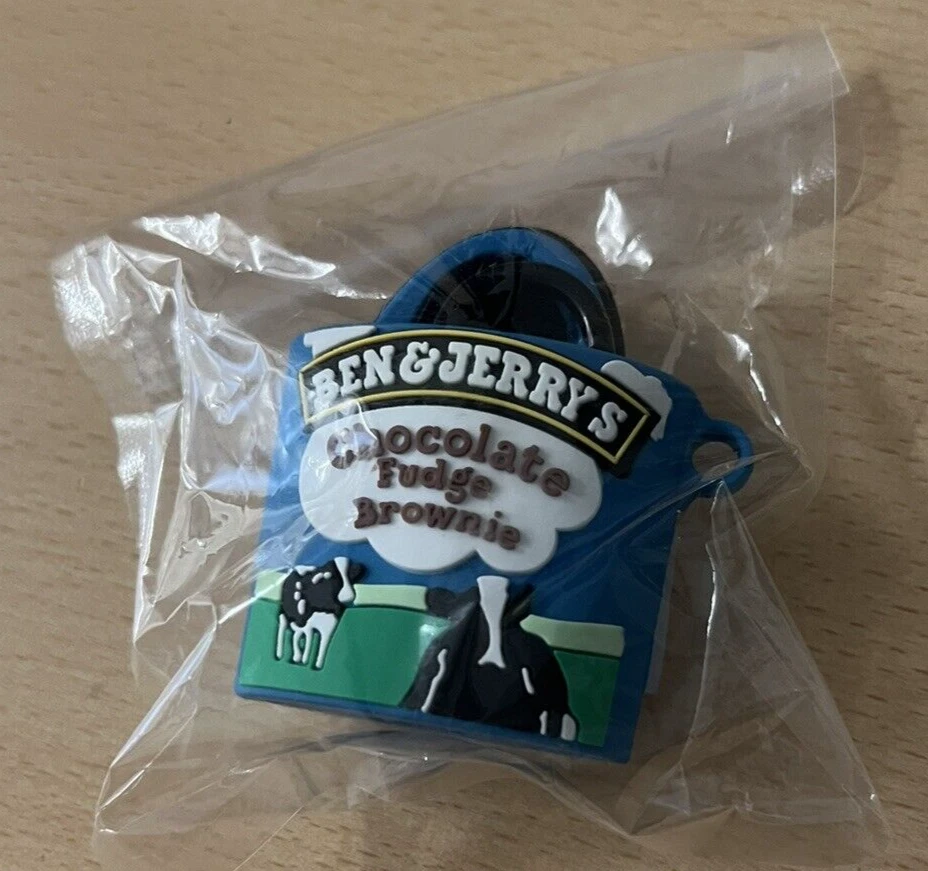 BEN&JERRY'S
Chocolate
Fudge
Brownie